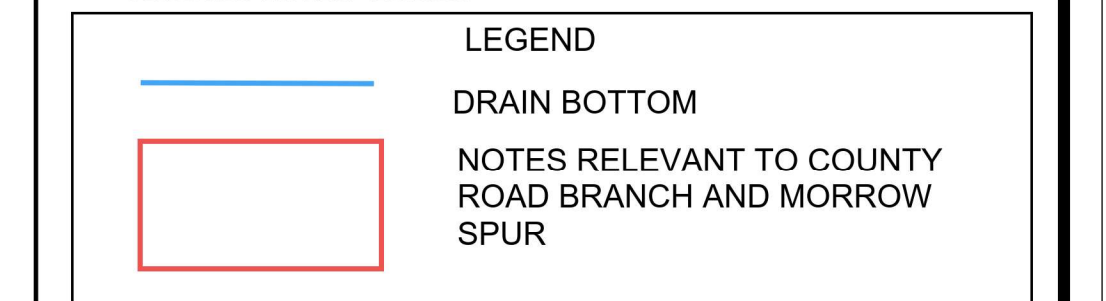 LEGEND
DRAIN BOTTOM
NOTES RELEVANT TO COUNTY
ROAD BRANCH AND MORROW
SPUR